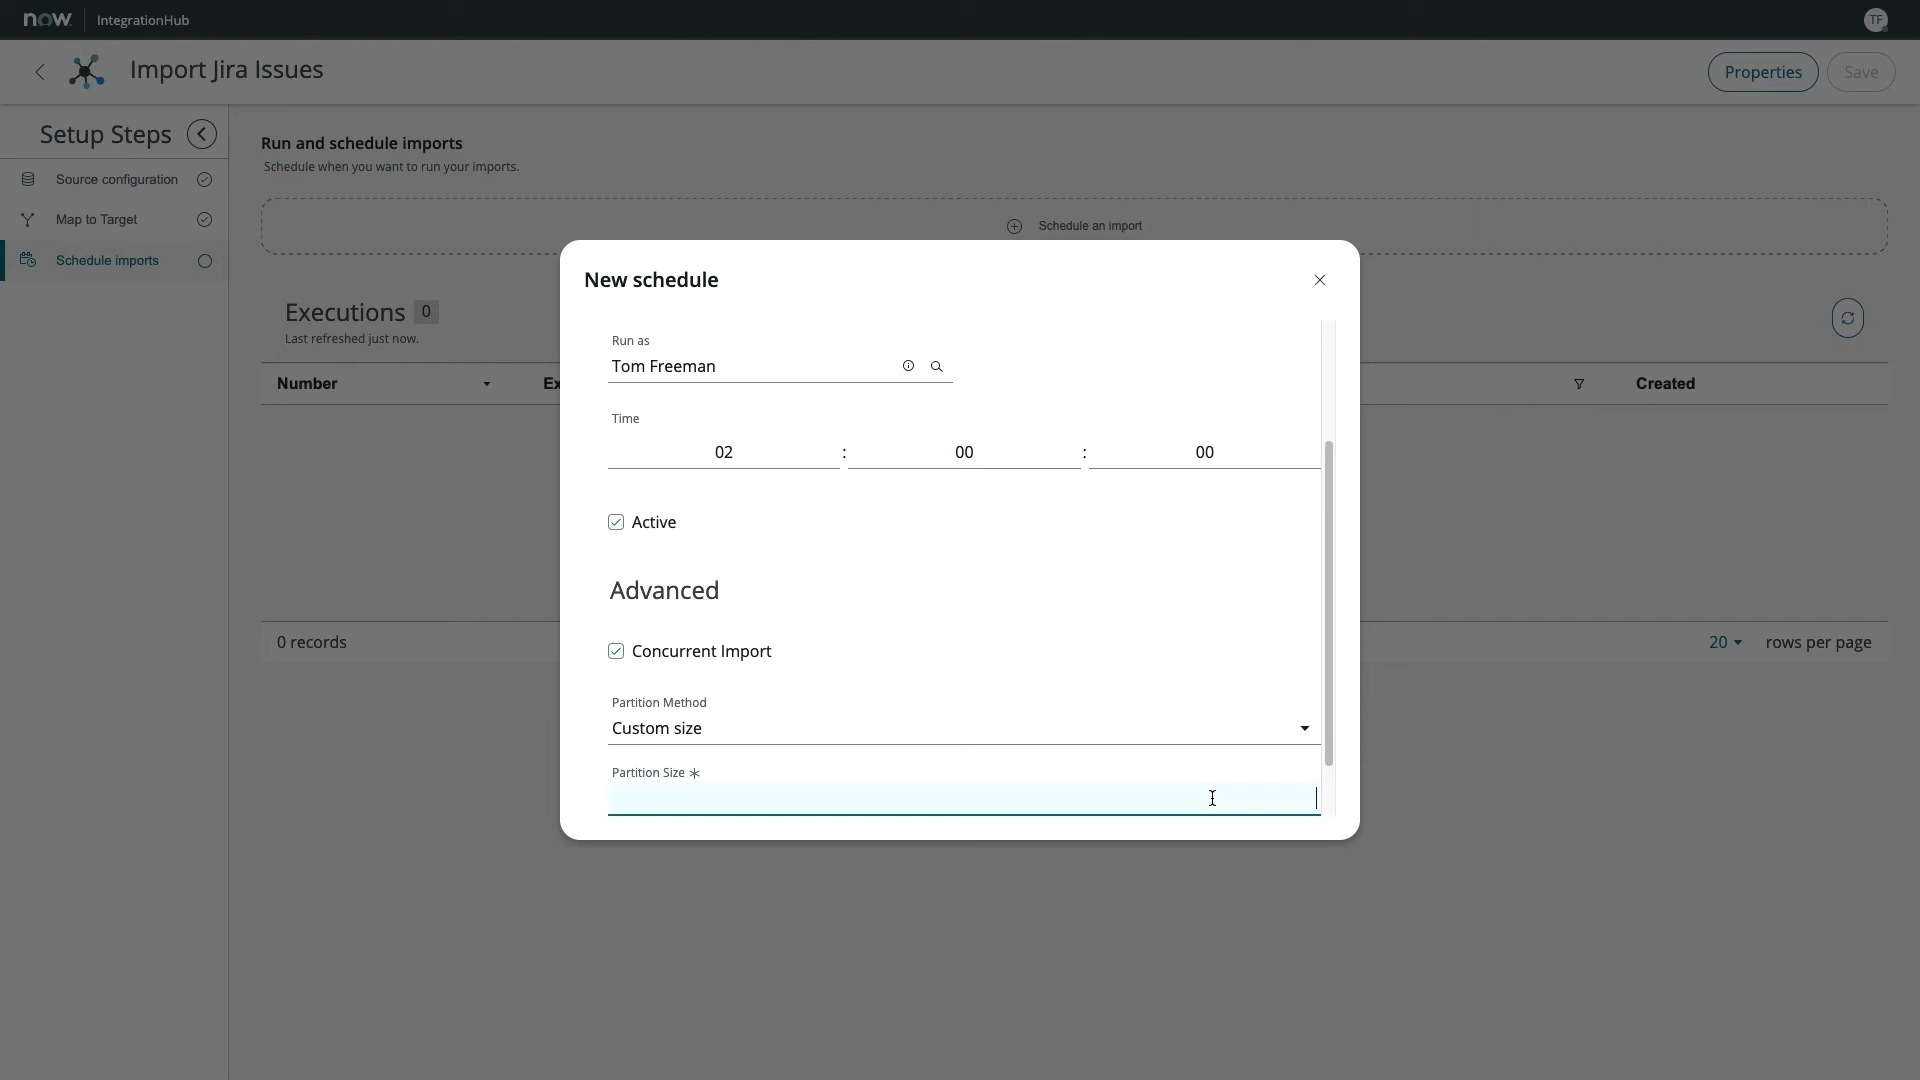 now. IntegrationHub TF
Import Jira Issues Properties Save
Setup Steps
Source configuration
Map to Target
Schedule imports
Run and schedule imports
Schedule when you want to run your imports.
Schedule an import
Executions 0
Last refreshed just now.
Number Ex Created
0 records 20 rows per page
New schedule
Run as
Tom Freeman
Time
02 : 00 : 00
Active
Advanced
Concurrent Import
Partition Method
Custom size
Partition Size *